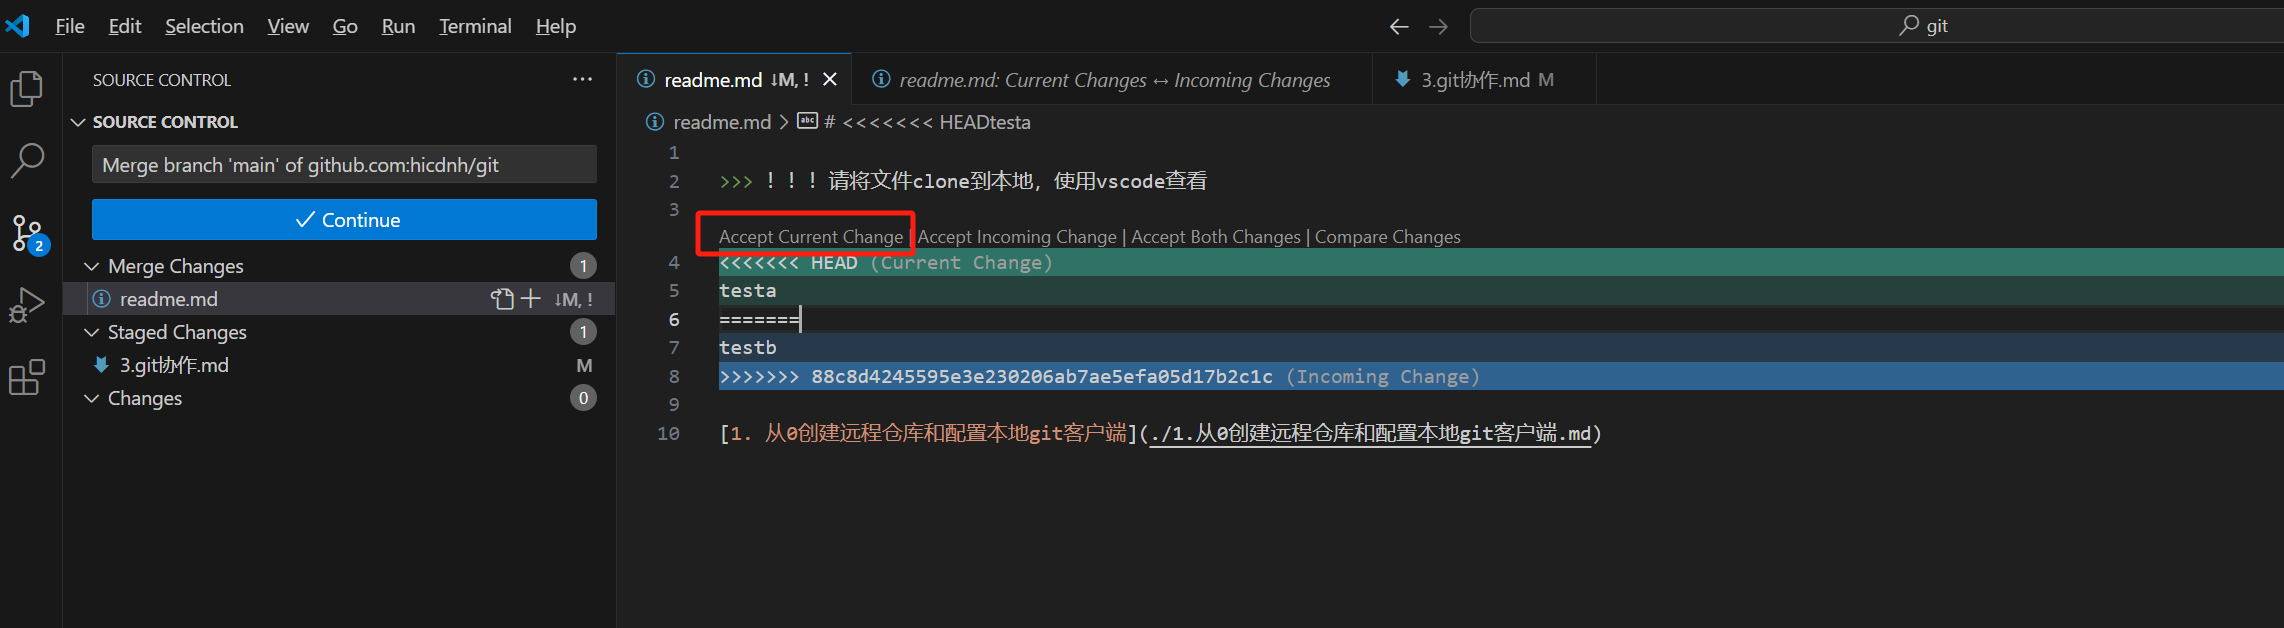 File Edit Selection View Go Run Terminal Help
git
SOURCE CONTROL
SOURCE CONTROL
Merge branch 'main' of github.com:hicdnh/git
Continue
2
Merge Changes 1
readme.md ↓M, !
Staged Changes 1
3.git协作.md M
Changes 0
readme.md ↓M, !
readme.md: Current Changes ↔ Incoming Changes
3.git协作.md M
readme.md > # <<<<<<< HEADtesta
1
2 >>> ！！！请将文件clone到本地，使用vscode查看
3
Accept Current Change | Accept Incoming Change | Accept Both Changes | Compare Changes
4 <<<<<<< HEAD (Current Change)
5 testa
6 =======
7 testb
8 >>>>>>> 88c8d4245595e3e230206ab7ae5efa05d17b2c1c (Incoming Change)
9
10 [1. 从0创建远程仓库和配置本地git客户端](./1.从0创建远程仓库和配置本地git客户端.md)